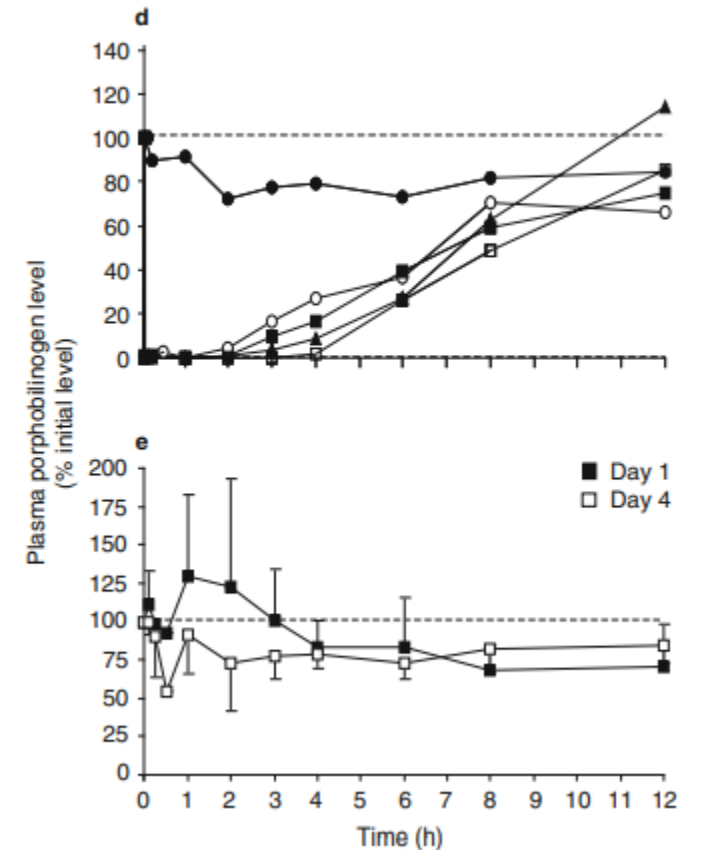 d
140
120
100
80
60
40
20
0
Plasma porphobilinogen level
(% initial level)
e
200
175
150
125
100
75
50
25
0
Day 1
Day 4
0 1 2 3 4 5 6 7 8 9 10 11 12
Time (h)